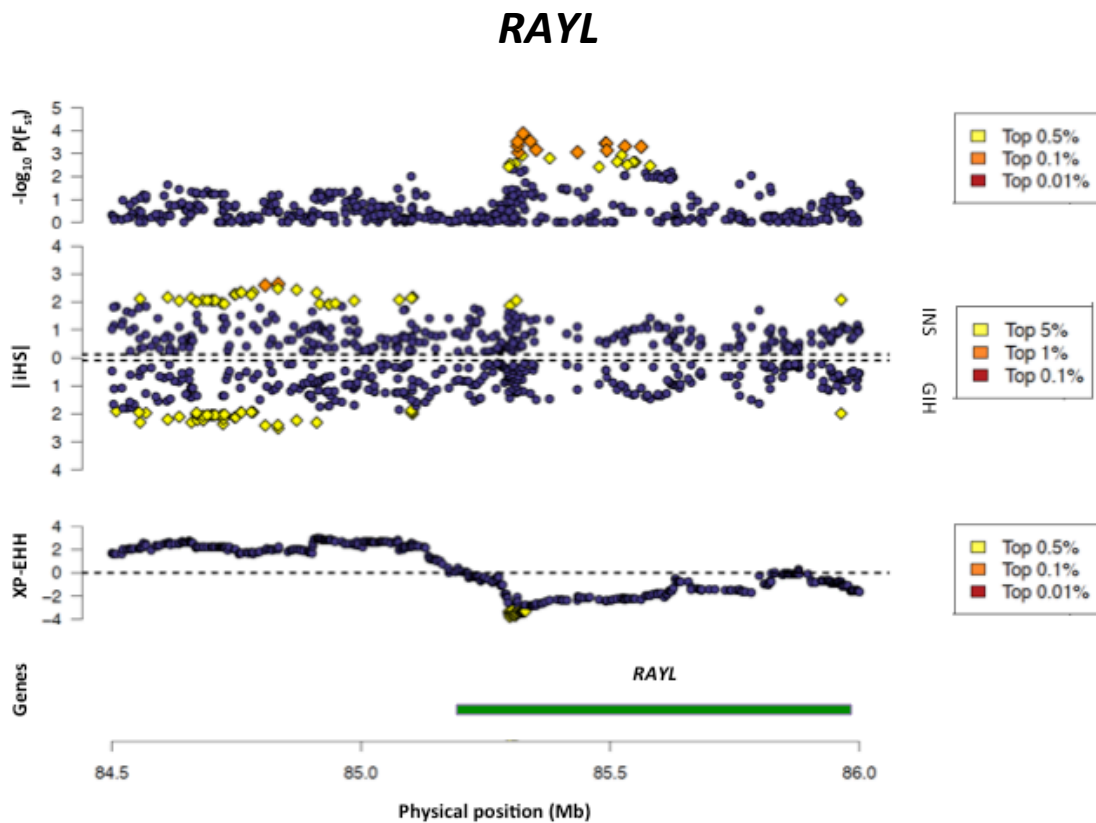 RAYL
-log10 P(Fst)
5
4
3
2
1
0
Top 0.5%
Top 0.1%
Top 0.01%
|iHS|
4
3
2
1
0
1
2
3
4
INS
GIH
Top 5%
Top 1%
Top 0.1%
XP-EHH
4
2
0
−2
−4
Top 0.5%
Top 0.1%
Top 0.01%
Genes
RAYL
84.5 85.0 85.5 86.0
Physical position (Mb)